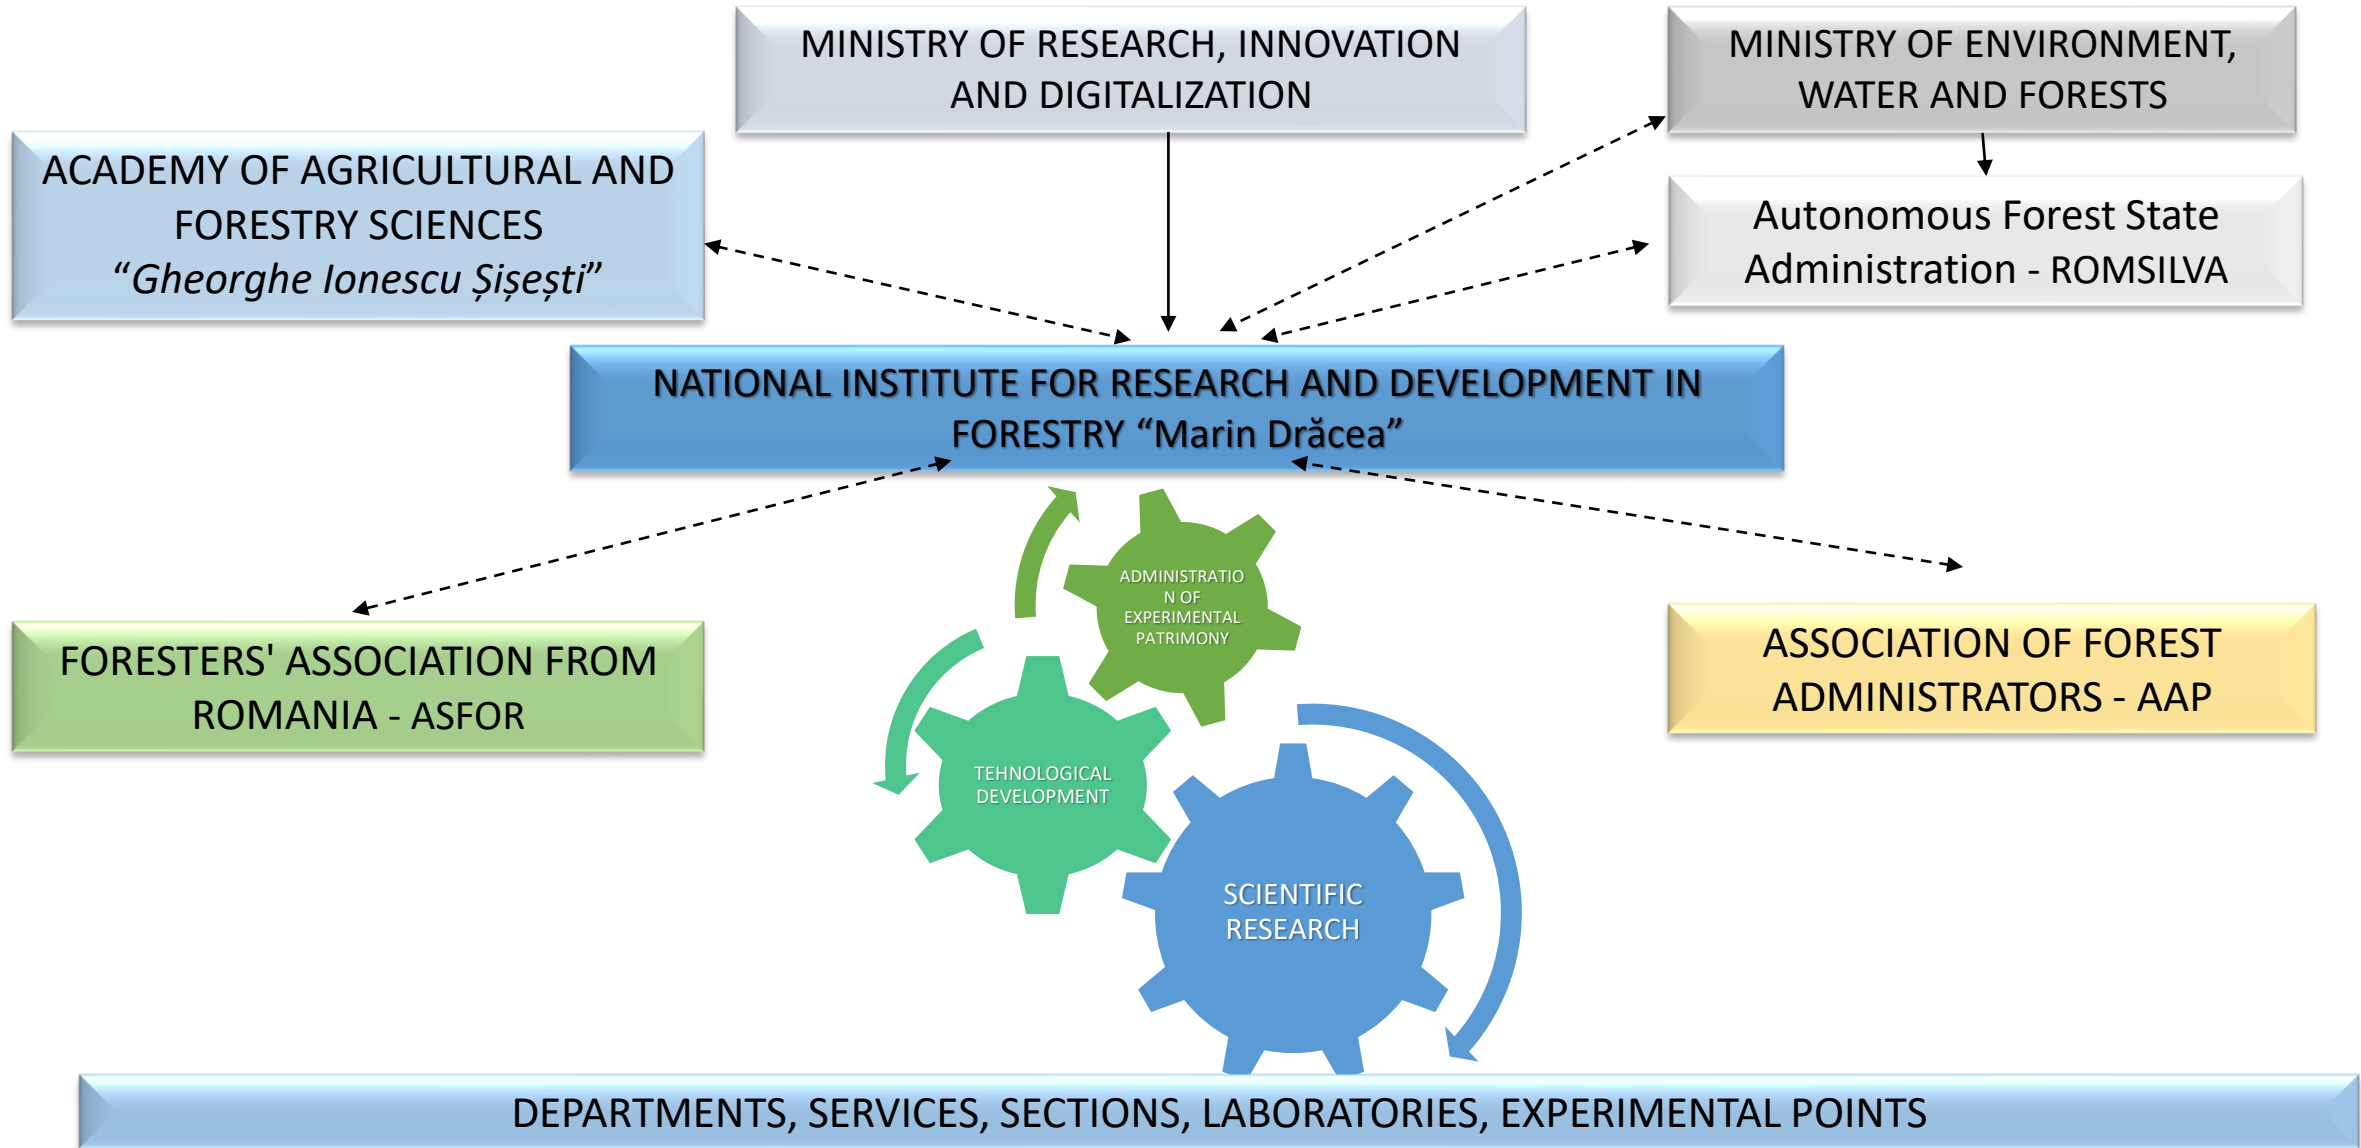 MINISTRY OF RESEARCH, INNOVATION
AND DIGITALIZATION
MINISTRY OF ENVIRONMENT,
WATER AND FORESTS
ACADEMY OF AGRICULTURAL AND
FORESTRY SCIENCES
“Gheorghe Ionescu Șișești”
Autonomous Forest State
Administration - ROMSILVA
NATIONAL INSTITUTE FOR RESEARCH AND DEVELOPMENT IN
FORESTRY “Marin Drăcea”
ADMINISTRATIO
N OF
EXPERIMENTAL
PATRIMONY
FORESTERS' ASSOCIATION FROM
ROMANIA - ASFOR
ASSOCIATION OF FOREST
ADMINISTRATORS - AAP
TEHNOLOGICAL
DEVELOPMENT
SCIENTIFIC
RESEARCH
DEPARTMENTS, SERVICES, SECTIONS, LABORATORIES, EXPERIMENTAL POINTS